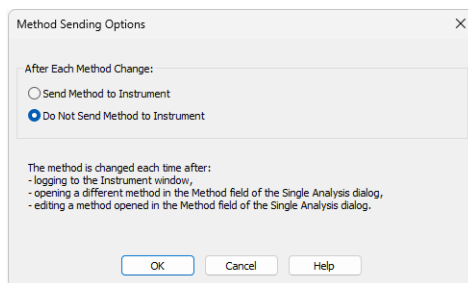 Method Sending Options
After Each Method Change:
Send Method to Instrument
Do Not Send Method to Instrument
The method is changed each time after:
- logging to the Instrument window,
- opening a different method in the Method field of the Single Analysis dialog,
- editing a method opened in the Method field of the Single Analysis dialog.
OK Cancel Help